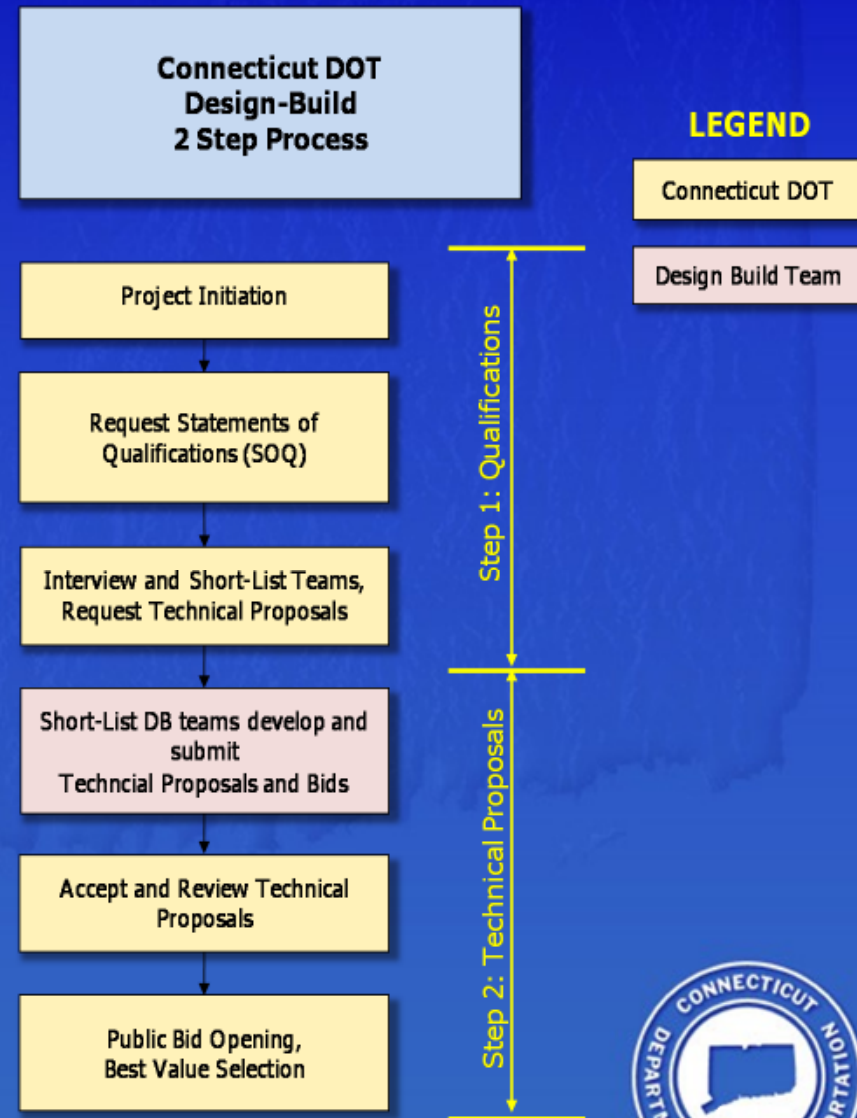 Connecticut DOT
Design-Build
2 Step Process
LEGEND
Connecticut DOT
Design Build Team
Project Initiation
Request Statements of
Qualifications (SOQ)
Interview and Short-List Teams,
Request Technical Proposals
Step 1: Qualifications
Short-List DB teams develop and
submit
Techncial Proposals and Bids
Accept and Review Technical
Proposals
Public Bid Opening,
Best Value Selection
Step 2: Technical Proposals
CONNECTICUT